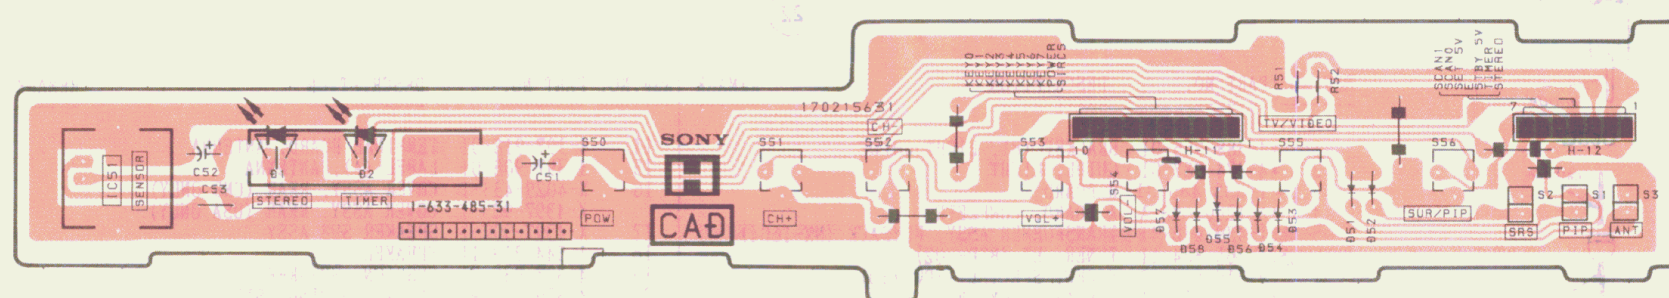 KEY0
KEY1
KEY2
KEY3
KEY4
KEY5
KEY6
KEY7
POWER
SIRCS
SCAN1
SCAN0
SET 5V
E
STBY 5V
TIMER
STEREO
R51
R52
170215631
CH-
TV/VIDEO
7
1
SONY
S50
S51
S52
S53
10
H-11
1
S55
S56
H-12
IC51
SENSOR
C52
C53
D1
D2
C51
S54
STEREO
TIMER
1-633-485-31
POW
CAD
CH+
VOL+
VOL-
D57
D58
D55
D56
D54
D53
D51
D52
SUR/PIP
S2
S1
S3
SRS
PIP
ANT